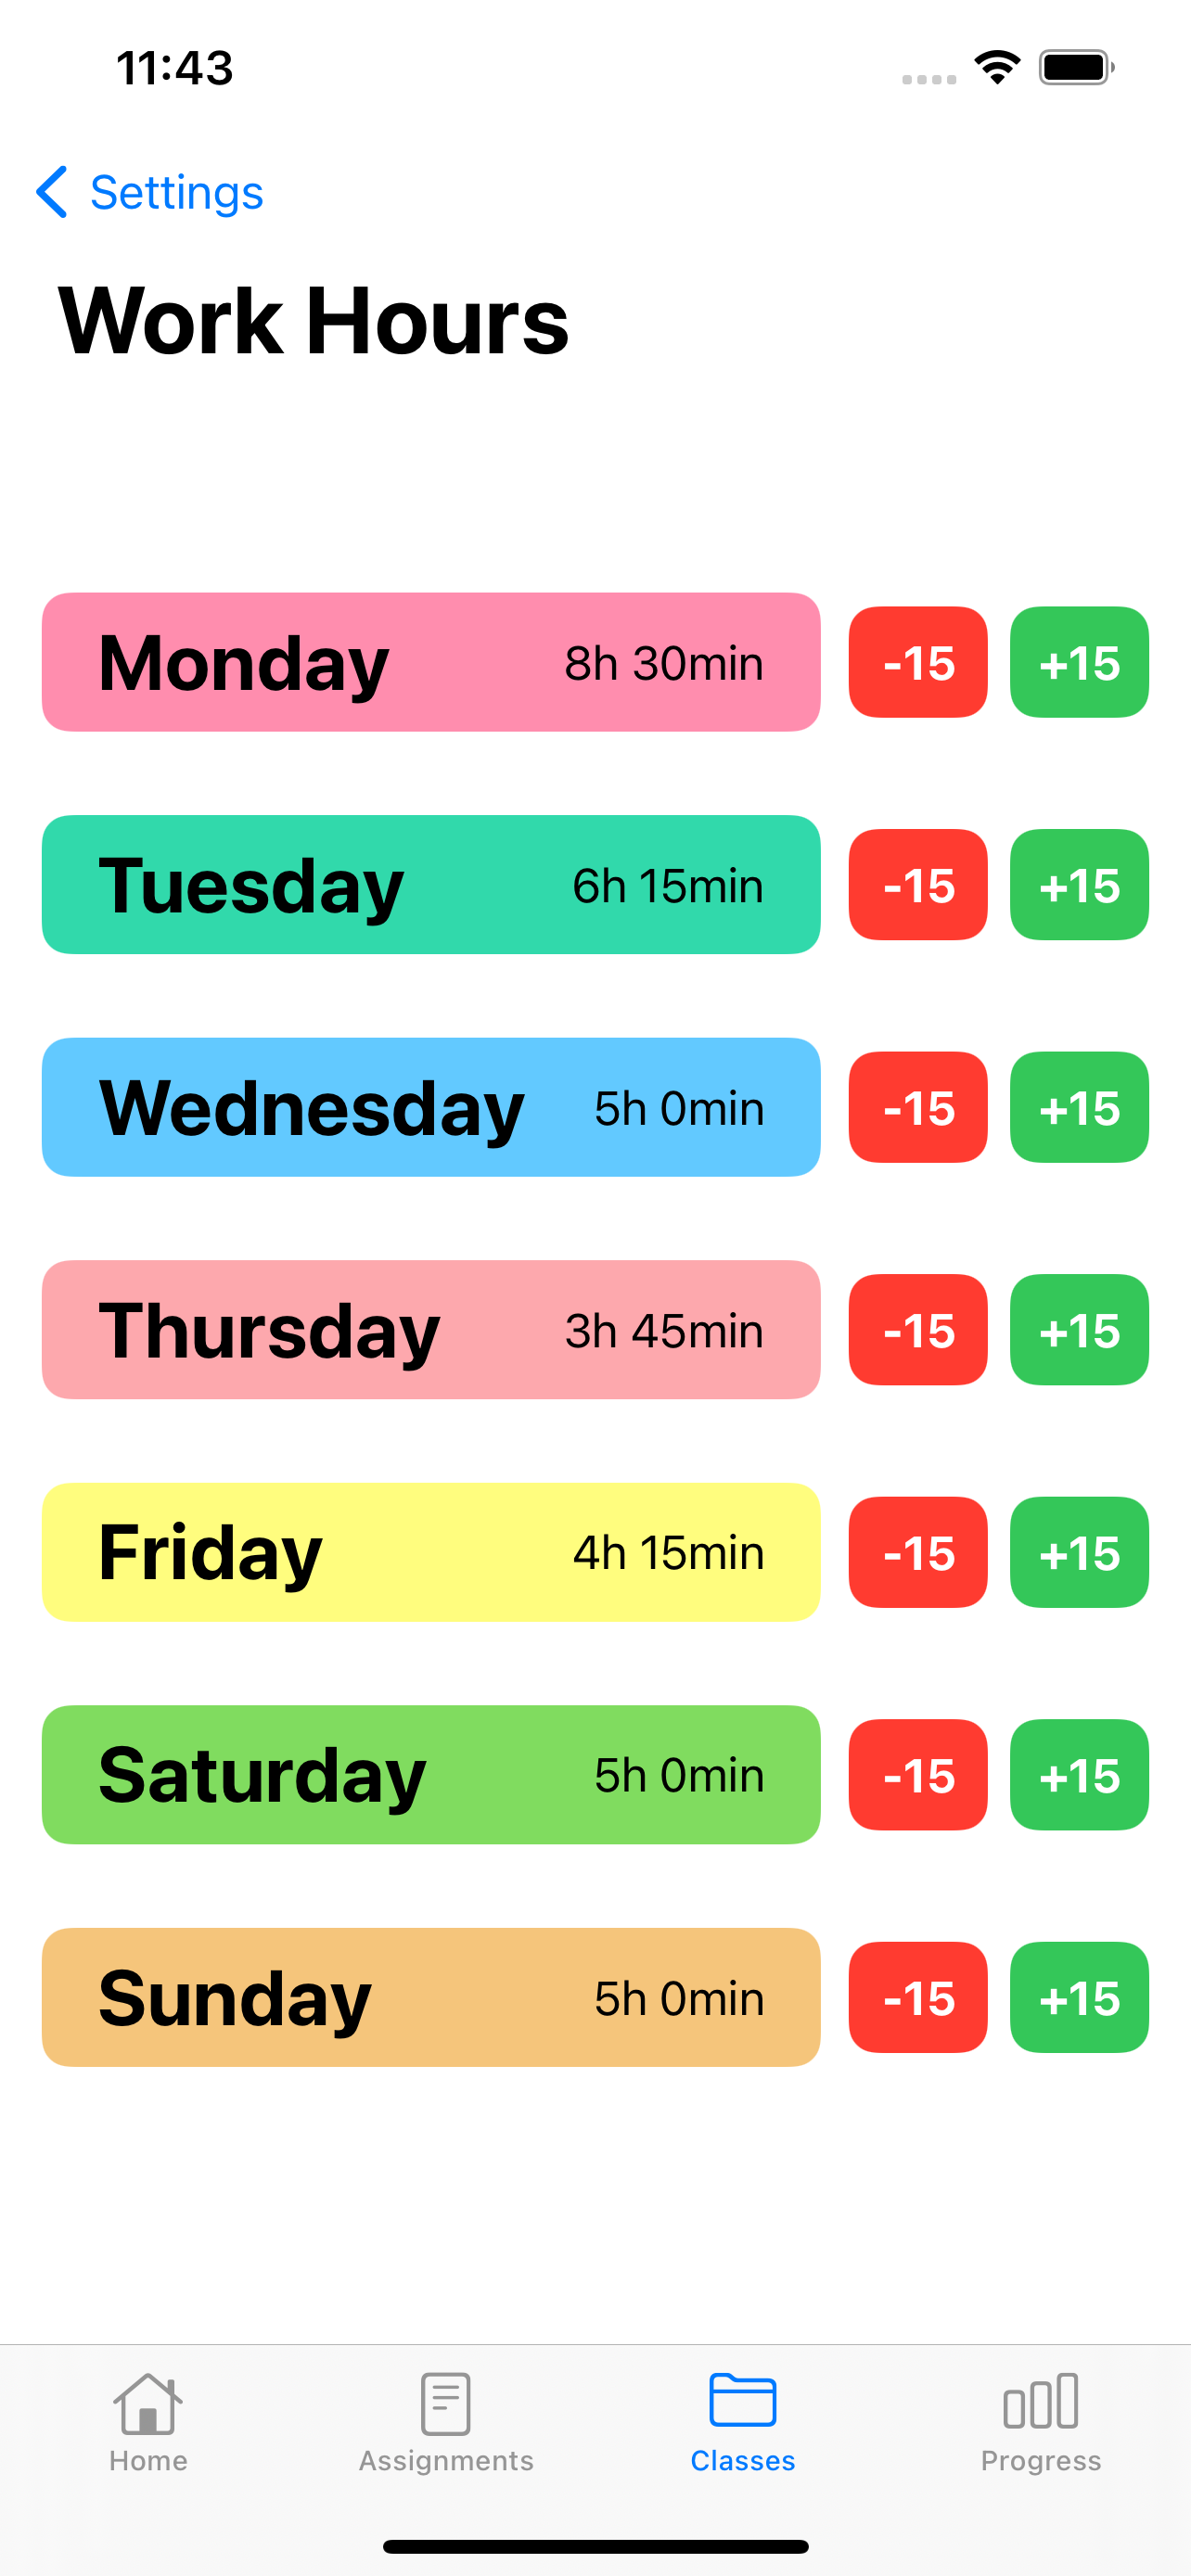 11:43
Settings
Work Hours
Monday 8h 30min -15 +15
Tuesday 6h 15min -15 +15
Wednesday 5h 0min -15 +15
Thursday 3h 45min -15 +15
Friday 4h 15min -15 +15
Saturday 5h 0min -15 +15
Sunday 5h 0min -15 +15
Home Assignments Classes Progress